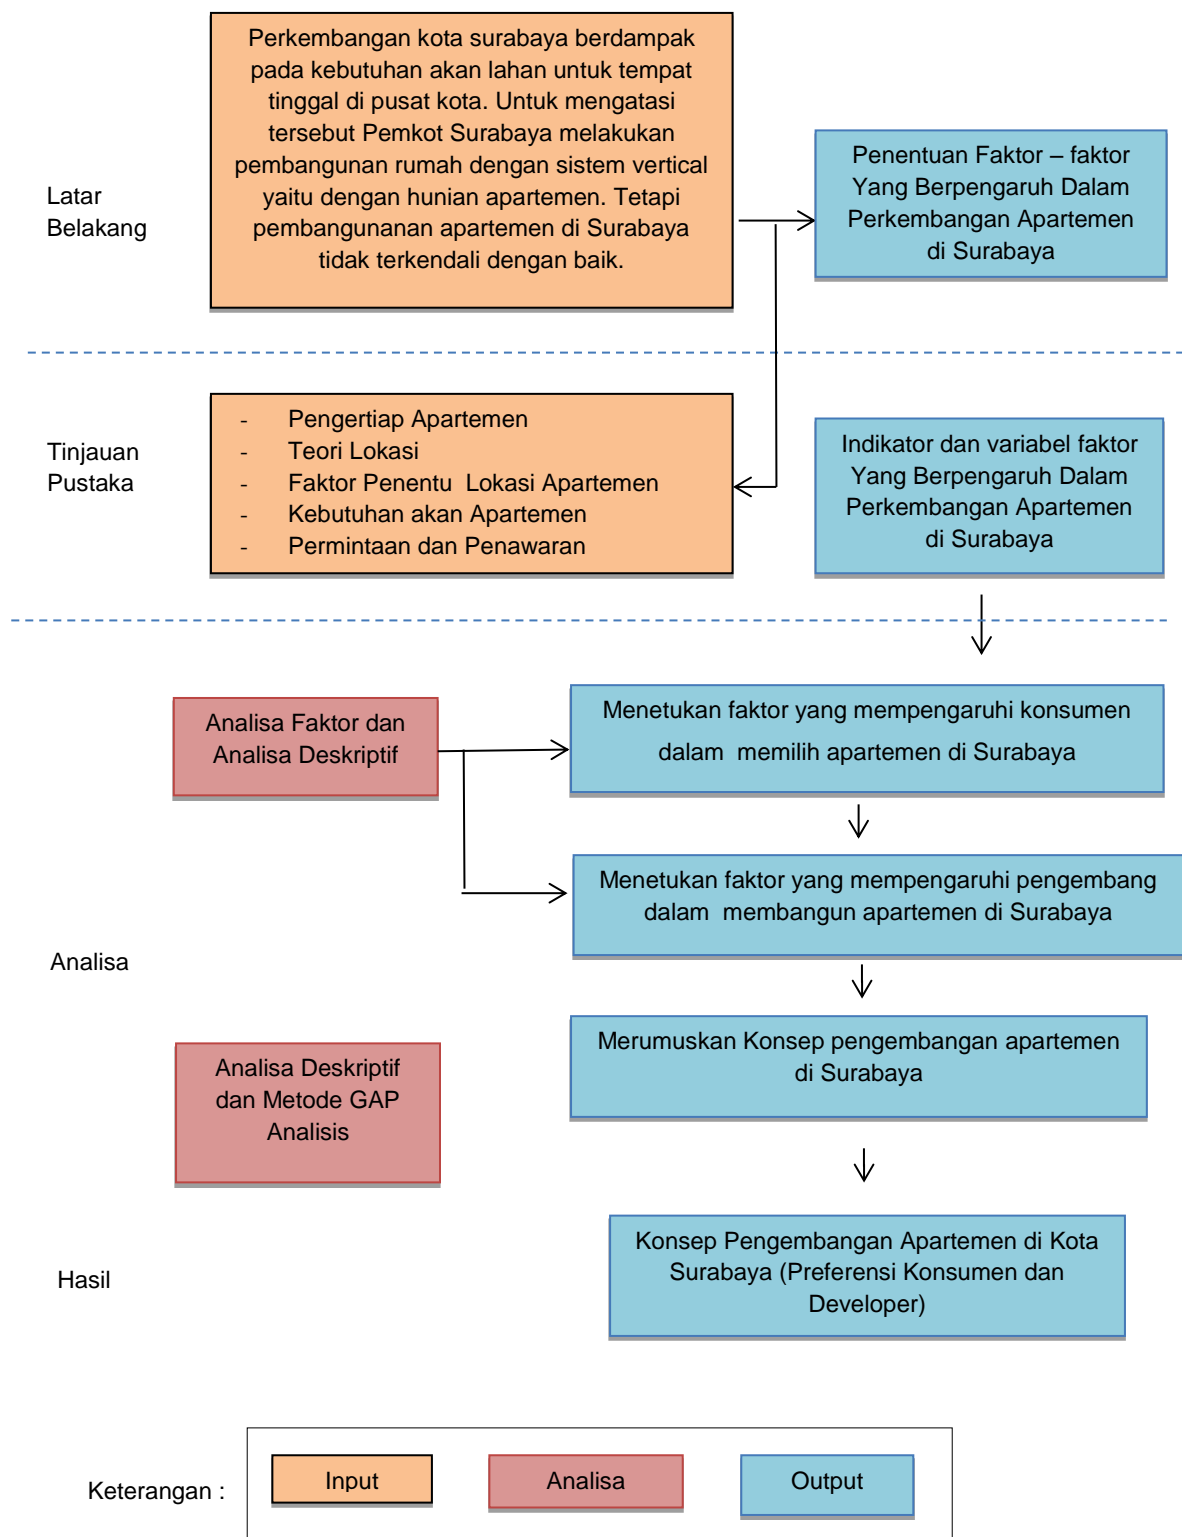 Latar
Belakang
Perkembangan kota surabaya berdampak
pada kebutuhan akan lahan untuk tempat
tinggal di pusat kota. Untuk mengatasi
tersebut Pemkot Surabaya melakukan
pembangunan rumah dengan sistem vertical
yaitu dengan hunian apartemen. Tetapi
pembangunanan apartemen di Surabaya
tidak terkendali dengan baik.
Penentuan Faktor – faktor
Yang Berpengaruh Dalam
Perkembangan Apartemen
di Surabaya
Tinjauan
Pustaka
- Pengertiap Apartemen
- Teori Lokasi
- Faktor Penentu Lokasi Apartemen
- Kebutuhan akan Apartemen
- Permintaan dan Penawaran
Indikator dan variabel faktor
Yang Berpengaruh Dalam
Perkembangan Apartemen
di Surabaya
Analisa
Analisa Faktor dan
Analisa Deskriptif
Menetukan faktor yang mempengaruhi konsumen
dalam memilih apartemen di Surabaya
Menetukan faktor yang mempengaruhi pengembang
dalam membangun apartemen di Surabaya
Analisa Deskriptif
dan Metode GAP
Analisis
Merumuskan Konsep pengembangan apartemen
di Surabaya
Hasil
Konsep Pengembangan Apartemen di Kota
Surabaya (Preferensi Konsumen dan
Developer)
Keterangan :
Input
Analisa
Output